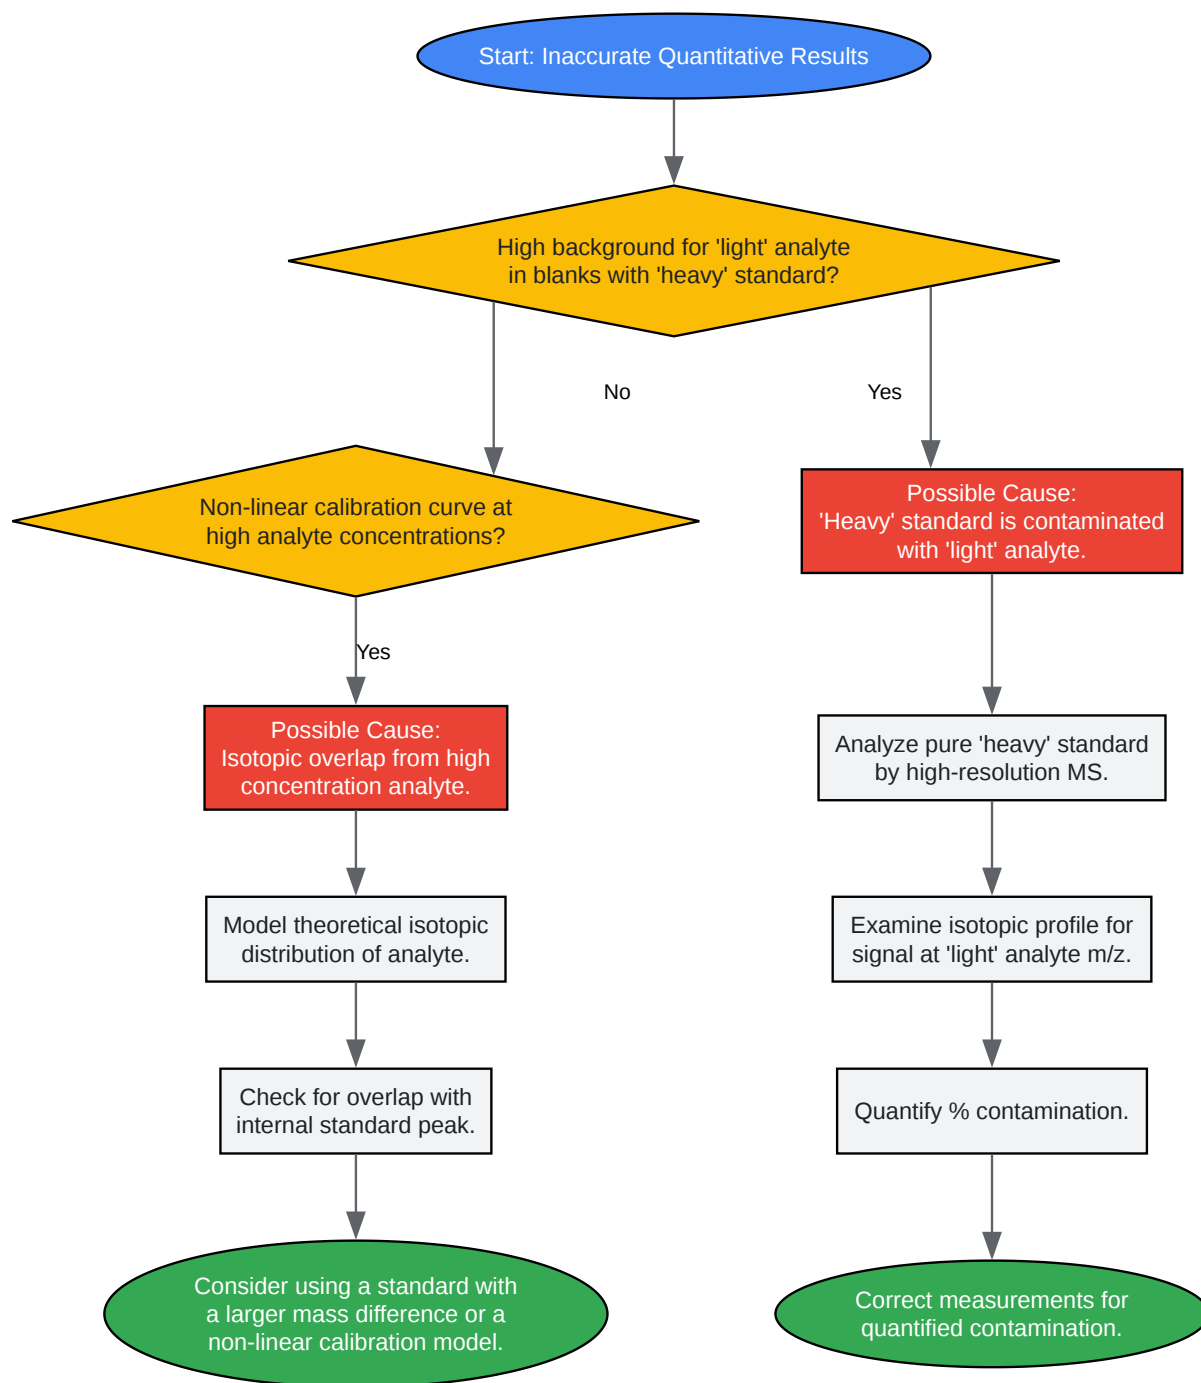 Start: Inaccurate Quantitative Results
High background for 'light' analyte
in blanks with 'heavy' standard?
No
Yes
Non-linear calibration curve at
high analyte concentrations?
Possible Cause:
'Heavy' standard is contaminated
with 'light' analyte.
Yes
Possible Cause:
Isotopic overlap from high
concentration analyte.
Analyze pure 'heavy' standard
by high-resolution MS.
Model theoretical isotopic
distribution of analyte.
Examine isotopic profile for
signal at 'light' analyte m/z.
Check for overlap with
internal standard peak.
Quantify % contamination.
Consider using a standard with
a larger mass difference or a
non-linear calibration model.
Correct measurements for
quantified contamination.